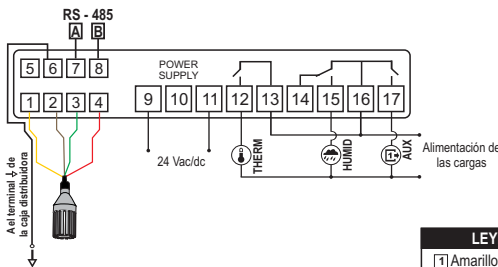 RS - 485
A B
5 6 7 8
POWER
SUPPLY
1 2 3 4
9 10 11 12 13 14 15 16 17
24 Vac/dc
THERM
HUMID
1
AUX
Alimentación de
las cargas
A el terminal ⏚ de
la caja distribuidora
LEY
1 Amarillo